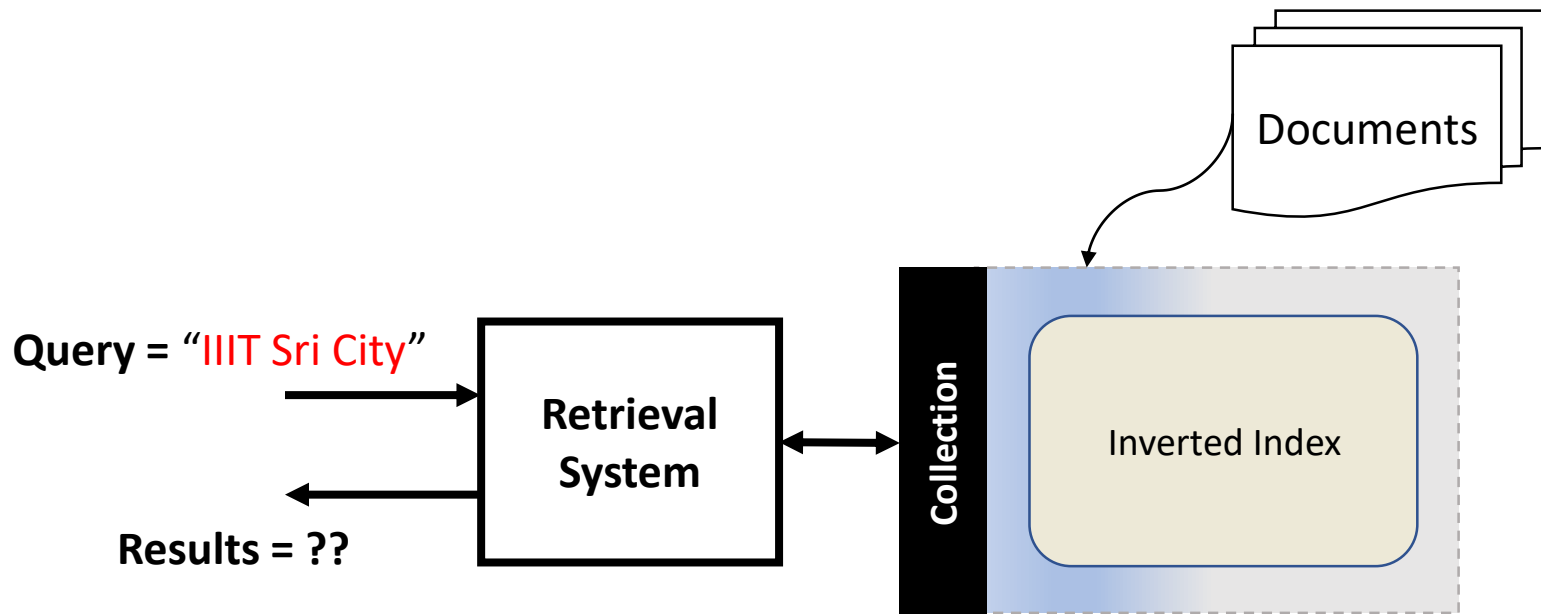 Documents
Query = “IIIT Sri City”
Retrieval
System
Collection
Inverted Index
Results = ??